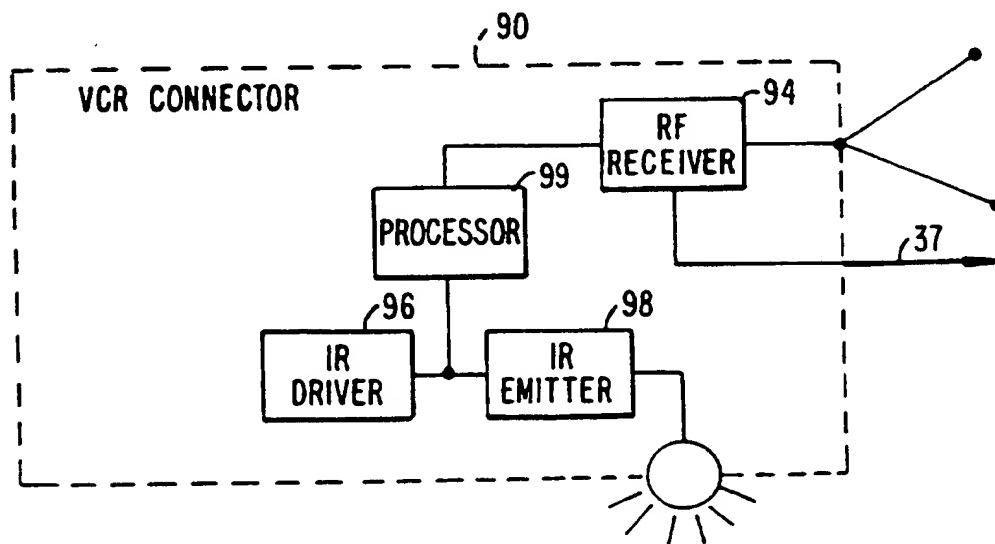 90
VCR CONNECTOR
94
RF
RECEIVER
99
PROCESSOR
37
96
IR
DRIVER
98
IR
EMITTER